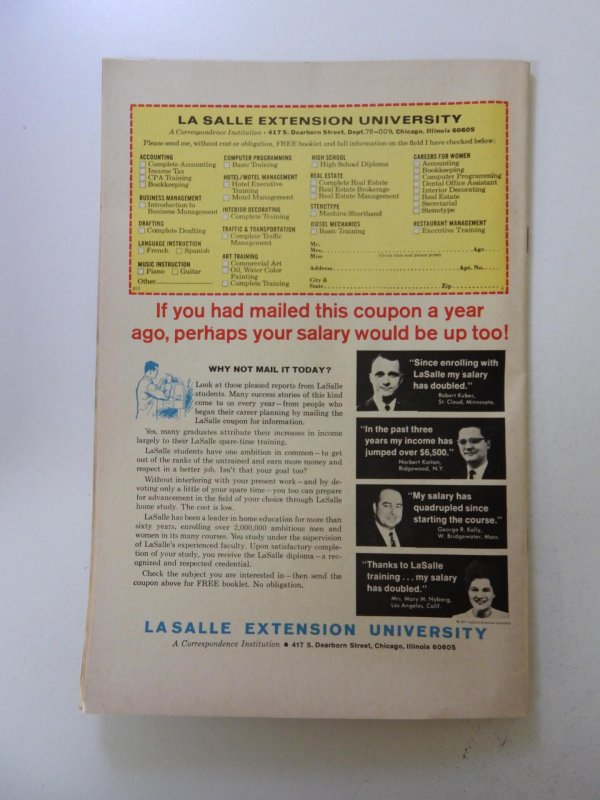 LA SALLE EXTENSION UNIVERSITY
A Correspondence Institution • 417 S. Dearborn Street, Dept. 78-009, Chicago, Illinois 60605
Please send me, without cost or obligation, FREE booklet and full information on the field I have checked below:
ACCOUNTING
Complete Accounting
Income Tax
CPA Training
Bookkeeping
BUSINESS MANAGEMENT
Introduction to
Business Management
DRAFTING
Complete Drafting
LANGUAGE INSTRUCTION
French Spanish
MUSIC INSTRUCTION
Piano Guitar
Other
COMPUTER PROGRAMMING
Basic Training
HOTEL/MOTEL MANAGEMENT
Hotel Executive
Training
Motel Management
INTERIOR DECORATING
Complete Training
TRAFFIC & TRANSPORTATION
Complete Traffic
Management
ART TRAINING
Commercial Art
Oil, Water Color
Painting
Complete Training
HIGH SCHOOL
High School Diploma
REAL ESTATE
Complete Real Estate
Real Estate Brokerage
Real Estate Management
STENOTYPE
Machine Shorthand
DIESEL MECHANICS
Basic Training
CAREERS FOR WOMEN
Accounting
Bookkeeping
Computer Programming
Dental Office Assistant
Interior Decorating
Real Estate
Secretarial
Stenotype
RESTAURANT MANAGEMENT
Executive Training
Mr.
Mrs. Age
Miss (Circle title and please print)
Address Apt. No.
City &
State Zip
If you had mailed this coupon a year
ago, perhaps your salary would be up too!
WHY NOT MAIL IT TODAY?
Look at these pleased reports from LaSalle
students. Many success stories of this kind
come to us every year—from people who
began their career planning by mailing the
LaSalle coupon for information.
Yes, many graduates attribute their increases in income
largely to their LaSalle spare-time training.
LaSalle students have one ambition in common—to get
out of the ranks of the untrained and earn more money and
respect in a better job. Isn't that your goal too?
Without interfering with your present work—and by de-
voting only a little of your spare time—you too can prepare
for advancement in the field of your choice through LaSalle
home study. The cost is low.
LaSalle has been a leader in home education for more than
sixty years, enrolling over 2,000,000 ambitious men and
women in its many courses. You study under the supervision
of LaSalle's experienced faculty. Upon satisfactory comple-
tion of your study, you receive the LaSalle diploma—a rec-
ognized and respected credential.
Check the subject you are interested in—then send the
coupon above for FREE booklet. No obligation.
"Since enrolling with
LaSalle my salary
has doubled."
Robert Kuber,
St. Cloud, Minnesota.
"In the past three
years my income has
jumped over $6,500."
Norbert Kaitan,
Ridgewood, N.Y.
"My salary has
quadrupled since
starting the course."
George R. Kelly,
W. Bridgewater, Mass.
"Thanks to LaSalle
training ... my salary
has doubled."
Mrs. Mary M. Nyberg,
Los Angeles, Calif.
LA SALLE EXTENSION UNIVERSITY
A Correspondence Institution • 417 S. Dearborn Street, Chicago, Illinois 60605